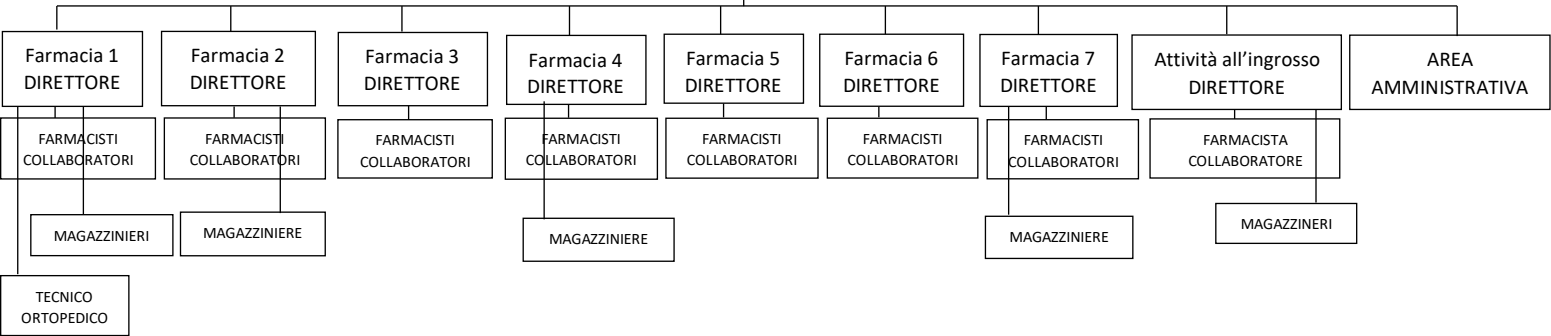 Farmacia 1
DIRETTORE
Farmacia 2
DIRETTORE
Farmacia 3
DIRETTORE
Farmacia 4
DIRETTORE
Farmacia 5
DIRETTORE
Farmacia 6
DIRETTORE
Farmacia 7
DIRETTORE
Attività all'ingrosso
DIRETTORE
AREA
AMMINISTRATIVA
FARMACISTI
COLLABORATORI
FARMACISTI
COLLABORATORI
FARMACISTI
COLLABORATORI
FARMACISTI
COLLABORATORI
FARMACISTI
COLLABORATORI
FARMACISTI
COLLABORATORI
FARMACISTI
COLLABORATORI
FARMACISTA
COLLABORATORE
MAGAZZINIERI
MAGAZZINIERE
MAGAZZINIERE
MAGAZZINIERE
MAGAZZINERI
TECNICO
ORTOPEDICO